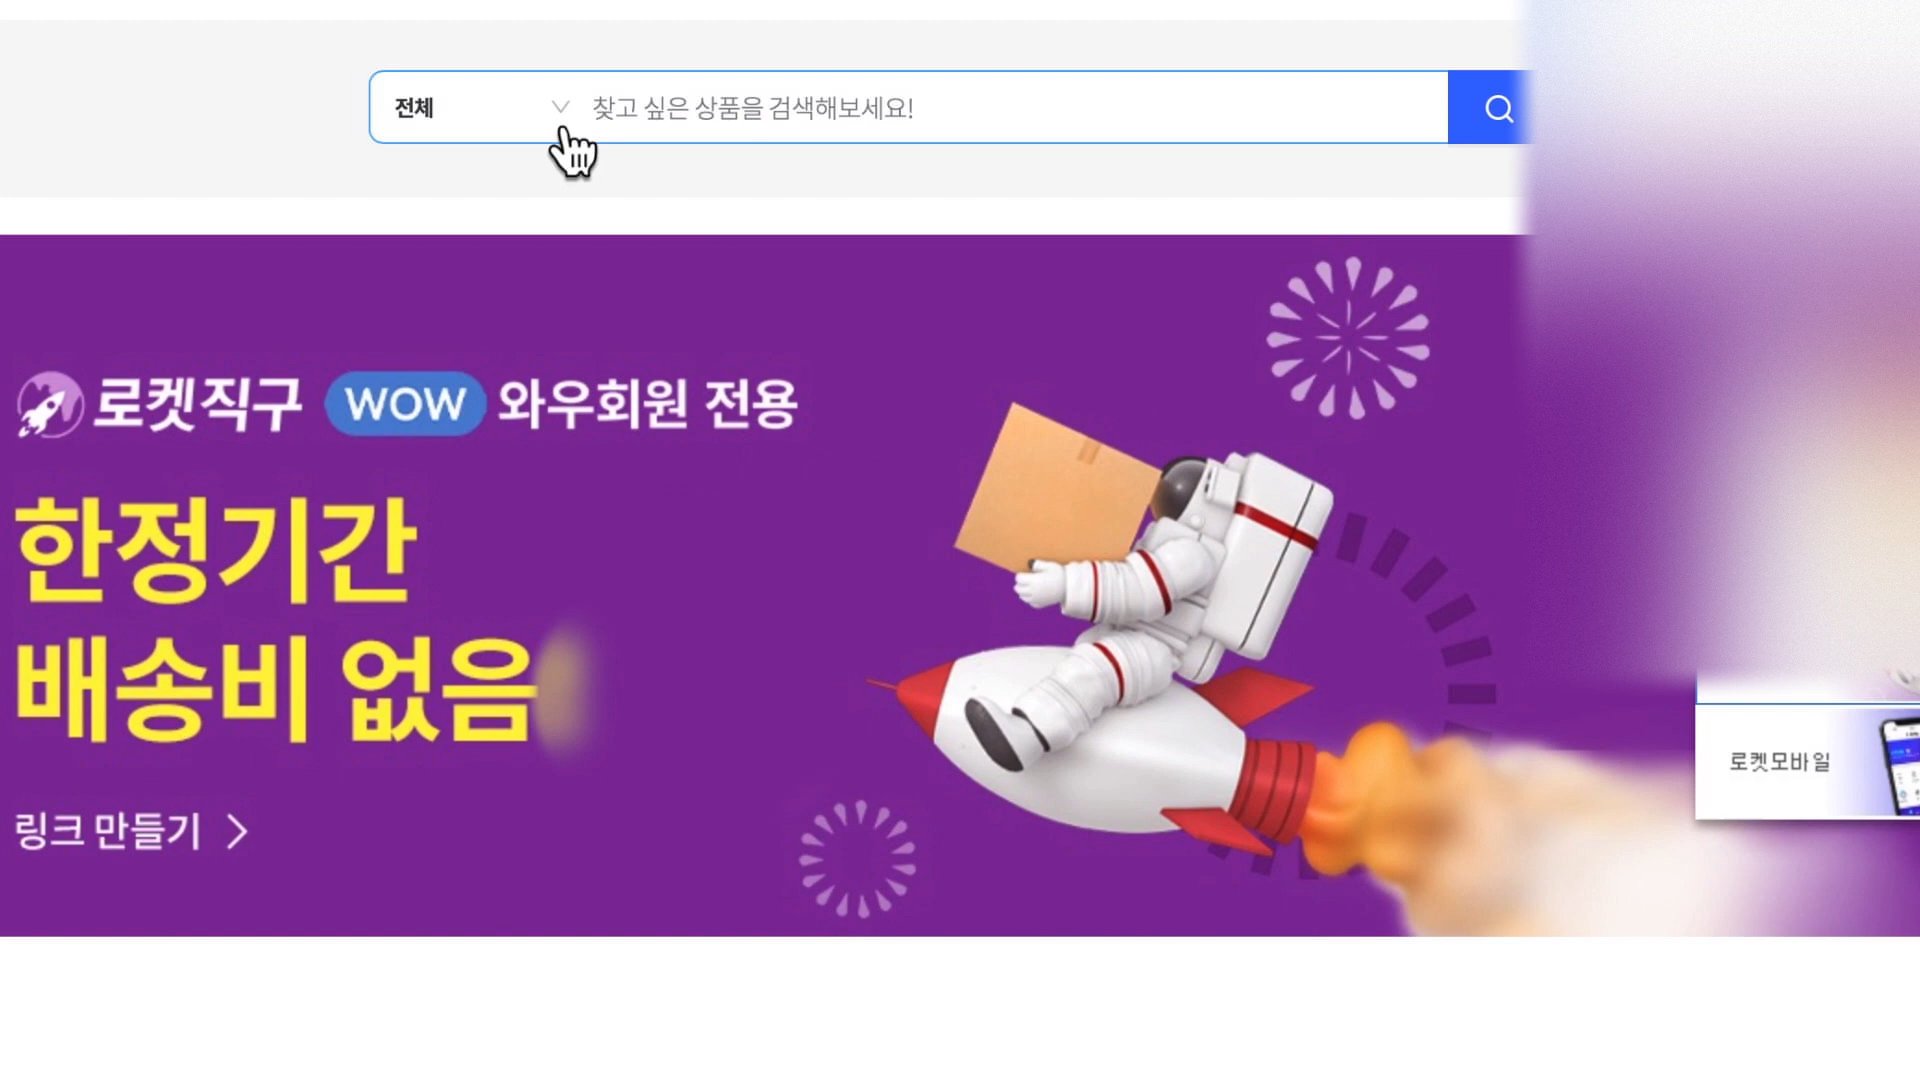 전체
찾고 싶은 상품을 검색해보세요!
로켓직구 WOW 와우회원 전용
한정기간
배송비 없음
링크 만들기
로켓모바일